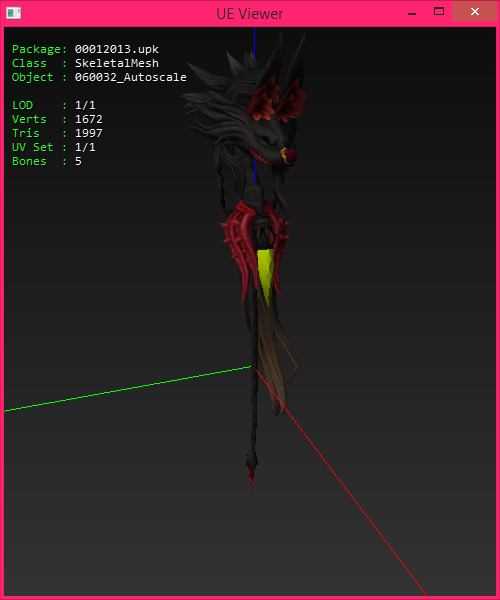 UE Viewer
Package: 00012013.upk
Class  : SkeletalMesh
Object : 060032_Autoscale
LOD    : 1/1
Verts  : 1672
Tris   : 1997
UV Set : 1/1
Bones  : 5